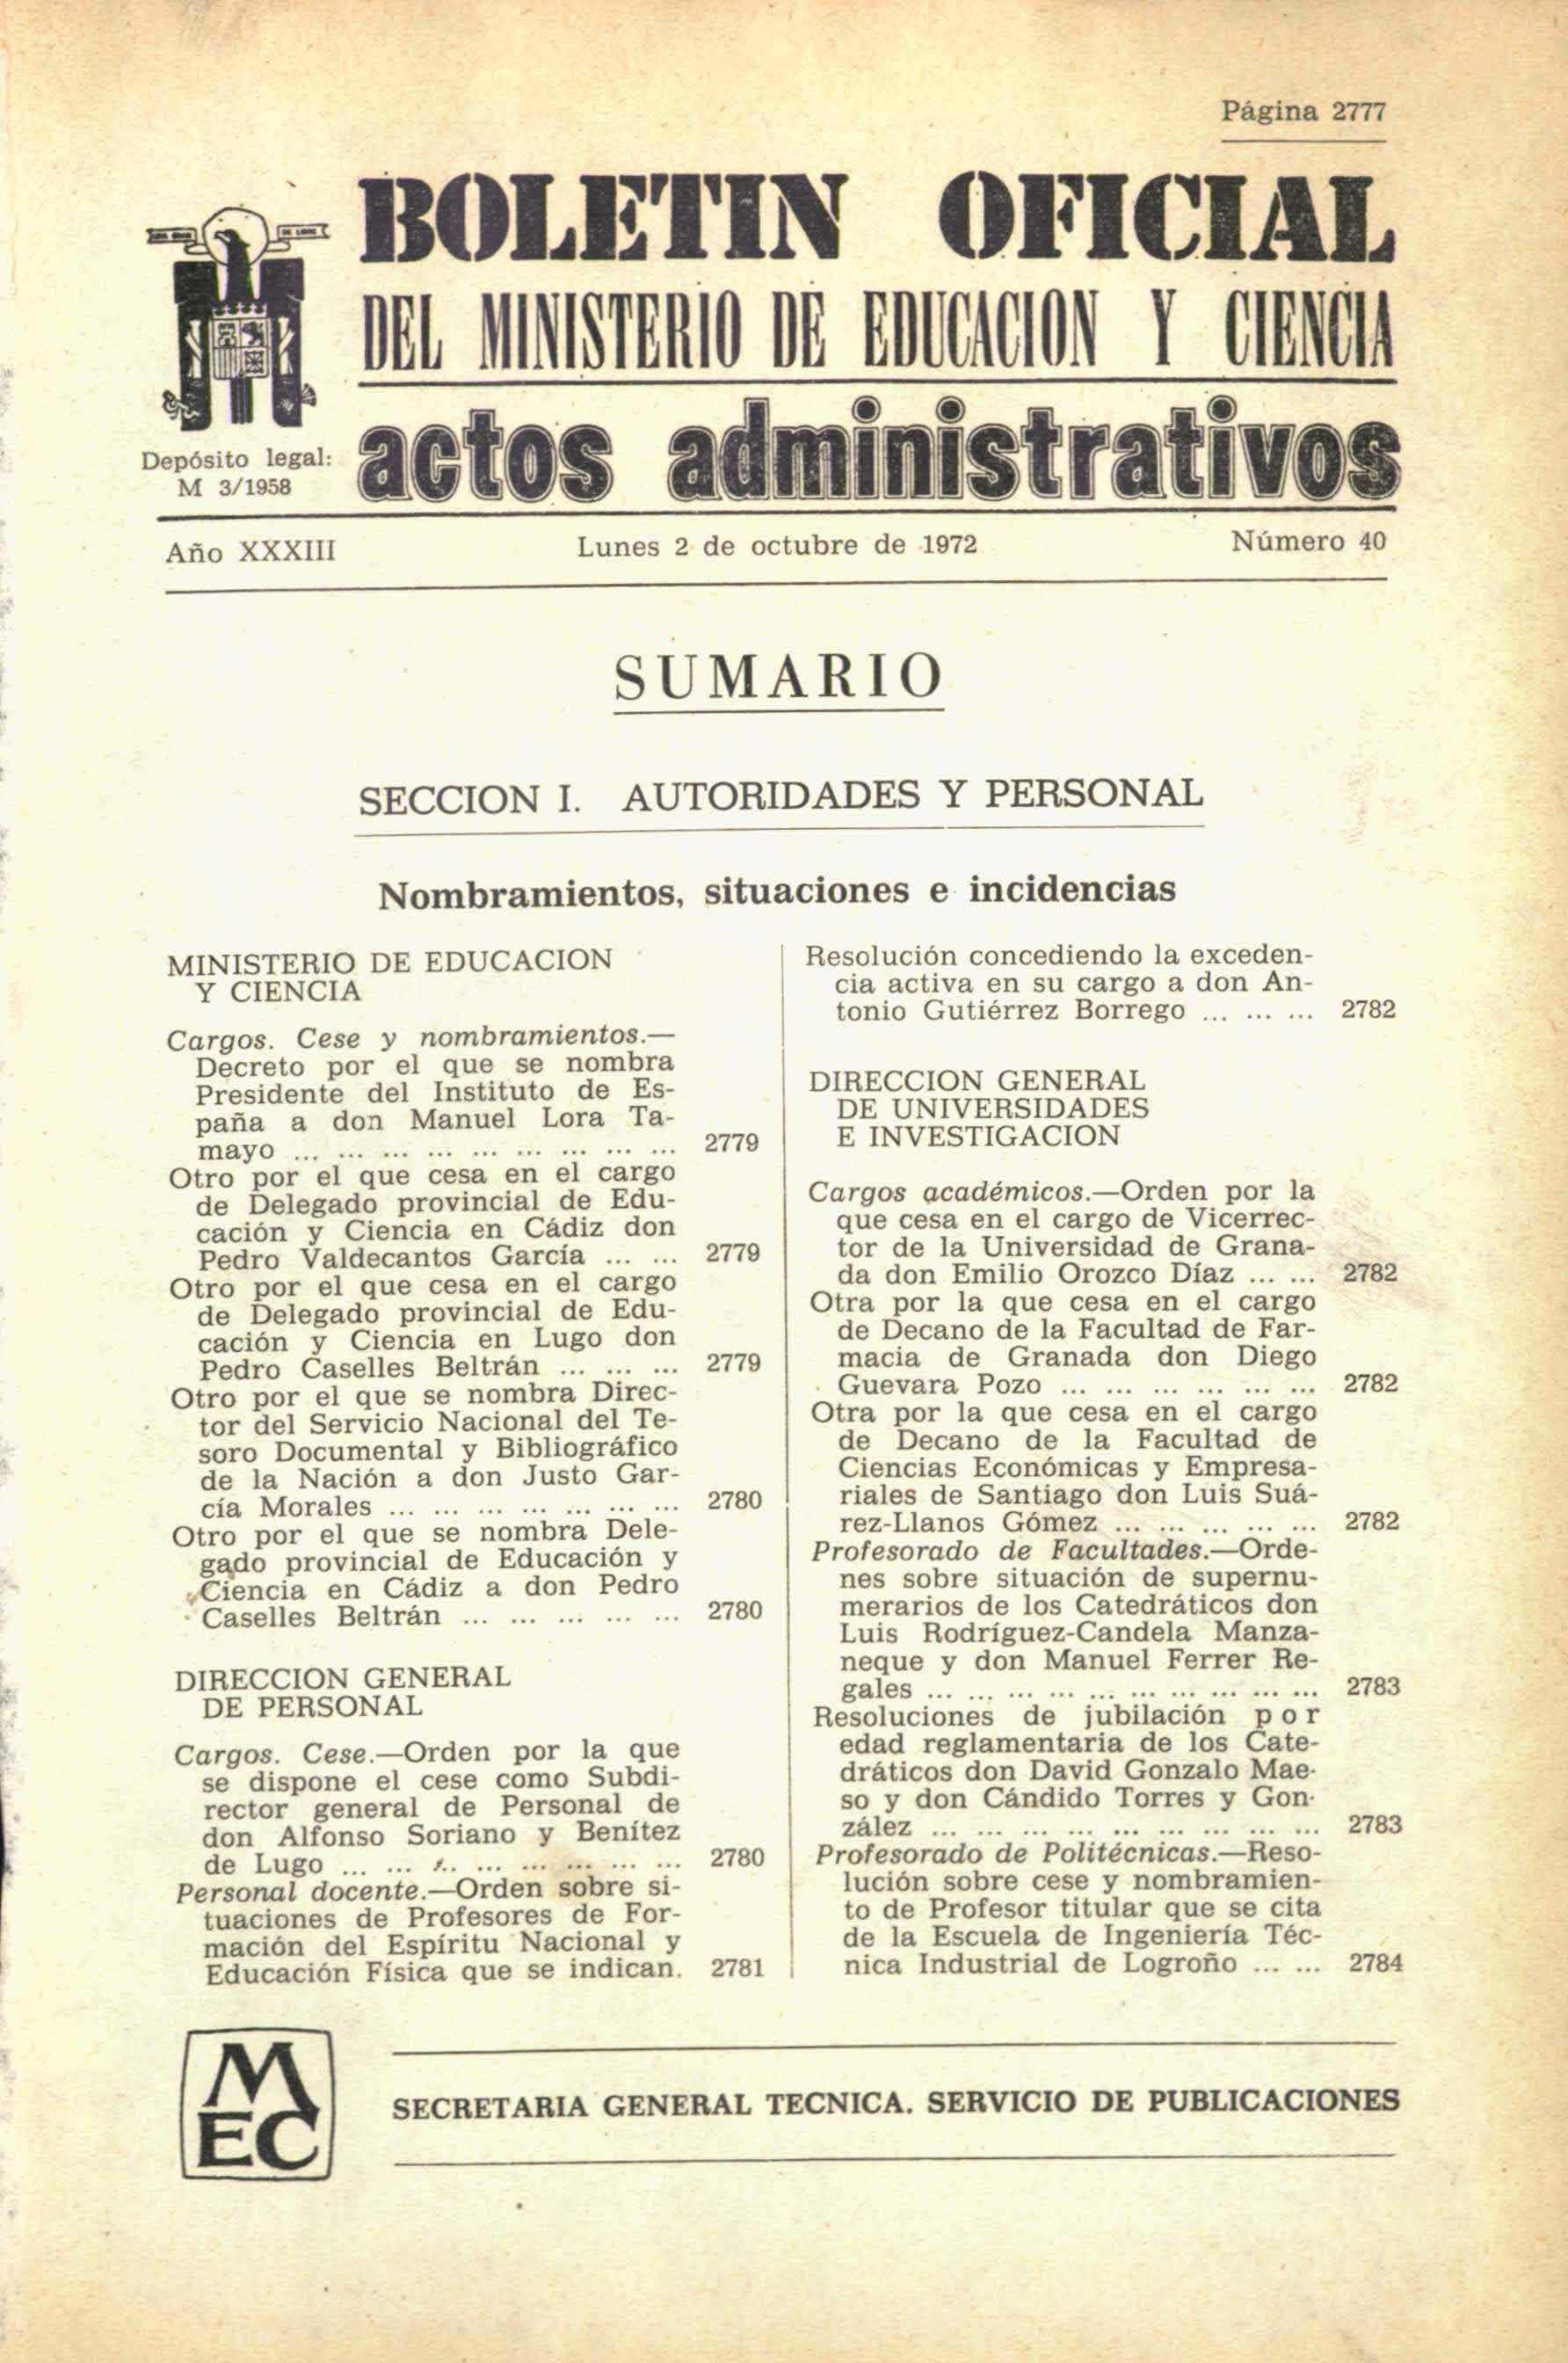 Página 2777
BOLETIN OFICIAL
DEL MINISTERIO DE EDUCACION Y CIENCIA
actos administrativos
Depósito legal:
M 3/1958
Año XXXIII
Lunes 2 de octubre de 1972
Número 40
SUMARIO
SECCION I. AUTORIDADES Y PERSONAL
Nombramientos, situaciones e incidencias
MINISTERIO DE EDUCACION
Y CIENCIA
Cargos. Cese y nombramientos.—
Decreto por el que se nombra
Presidente del Instituto de Es-
paña a don Manuel Lora Ta-
mayo ... ... ... ... ... ... ... ... ... 2779
Otro por el que cesa en el cargo
de Delegado provincial de Edu-
cación y Ciencia en Cádiz don
Pedro Valdecantos García ... ... 2779
Otro por el que cesa en el cargo
de Delegado provincial de Edu-
cación y Ciencia en Lugo don
Pedro Caselles Beltrán ... ... ... 2779
Otro por el que se nombra Direc-
tor del Servicio Nacional del Te-
soro Documental y Bibliográfico
de la Nación a don Justo Gar-
cía Morales ... ... ... ... ... ... ... 2780
Otro por el que se nombra Dele-
gado provincial de Educación y
Ciencia en Cádiz a don Pedro
Caselles Beltrán ... ... ... ... ... 2780
DIRECCION GENERAL
DE PERSONAL
Cargos. Cese.—Orden por la que
se dispone el cese como Subdi-
rector general de Personal de
don Alfonso Soriano y Benítez
de Lugo ... ... ... ... ... ... ... ... 2780
Personal docente.—Orden sobre si-
tuaciones de Profesores de For-
mación del Espíritu Nacional y
Educación Física que se indican. 2781
Resolución concediendo la exceden-
cia activa en su cargo a don An-
tonio Gutiérrez Borrego ... ... ... 2782
DIRECCION GENERAL
DE UNIVERSIDADES
E INVESTIGACION
Cargos académicos.—Orden por la
que cesa en el cargo de Vicerrec-
tor de la Universidad de Grana-
da don Emilio Orozco Díaz ... ... 2782
Otra por la que cesa en el cargo
de Decano de la Facultad de Far-
macia de Granada don Diego
Guevara Pozo ... ... ... ... ... ... 2782
Otra por la que cesa en el cargo
de Decano de la Facultad de
Ciencias Económicas y Empresa-
riales de Santiago don Luis Suá-
rez-Llanos Gómez ... ... ... ... ... 2782
Profesorado de Facultades.—Orde-
nes sobre situación de supernu-
merarios de los Catedráticos don
Luis Rodríguez-Candela Manza-
neque y don Manuel Ferrer Re-
gales ... ... ... ... ... ... ... ... ... ... 2783
Resoluciones de jubilación por
edad reglamentaria de los Cate-
dráticos don David Gonzalo Mae-
so y don Cándido Torres y Gon-
zález ... ... ... ... ... ... ... ... ... 2783
Profesorado de Politécnicas.—Reso-
lución sobre cese y nombramien-
to de Profesor titular que se cita
de la Escuela de Ingeniería Téc-
nica Industrial de Logroño ... ... 2784
M
EC
SECRETARIA GENERAL TECNICA. SERVICIO DE PUBLICACIONES